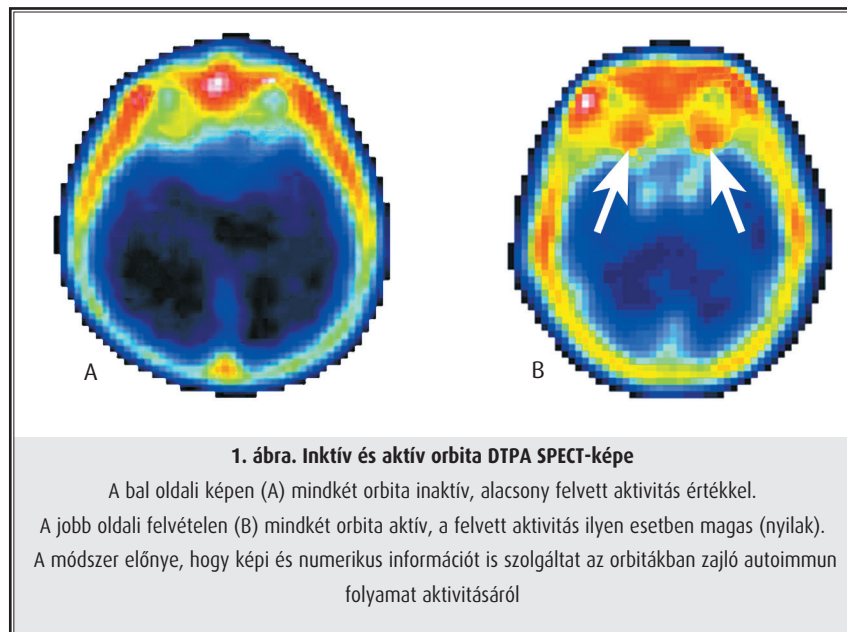 A
B
1. ábra. Inktív és aktív orbita DTPA SPECT-képe
A bal oldali képen (A) mindkét orbita inaktív, alacsony felvett aktivitás értékkel.
A jobb oldali felvételen (B) mindkét orbita aktív, a felvett aktivitás ilyen esetben magas (nyilak).
A módszer előnye, hogy képi és numerikus információt is szolgáltat az orbitákban zajló autoimmun
folyamat aktivitásáról